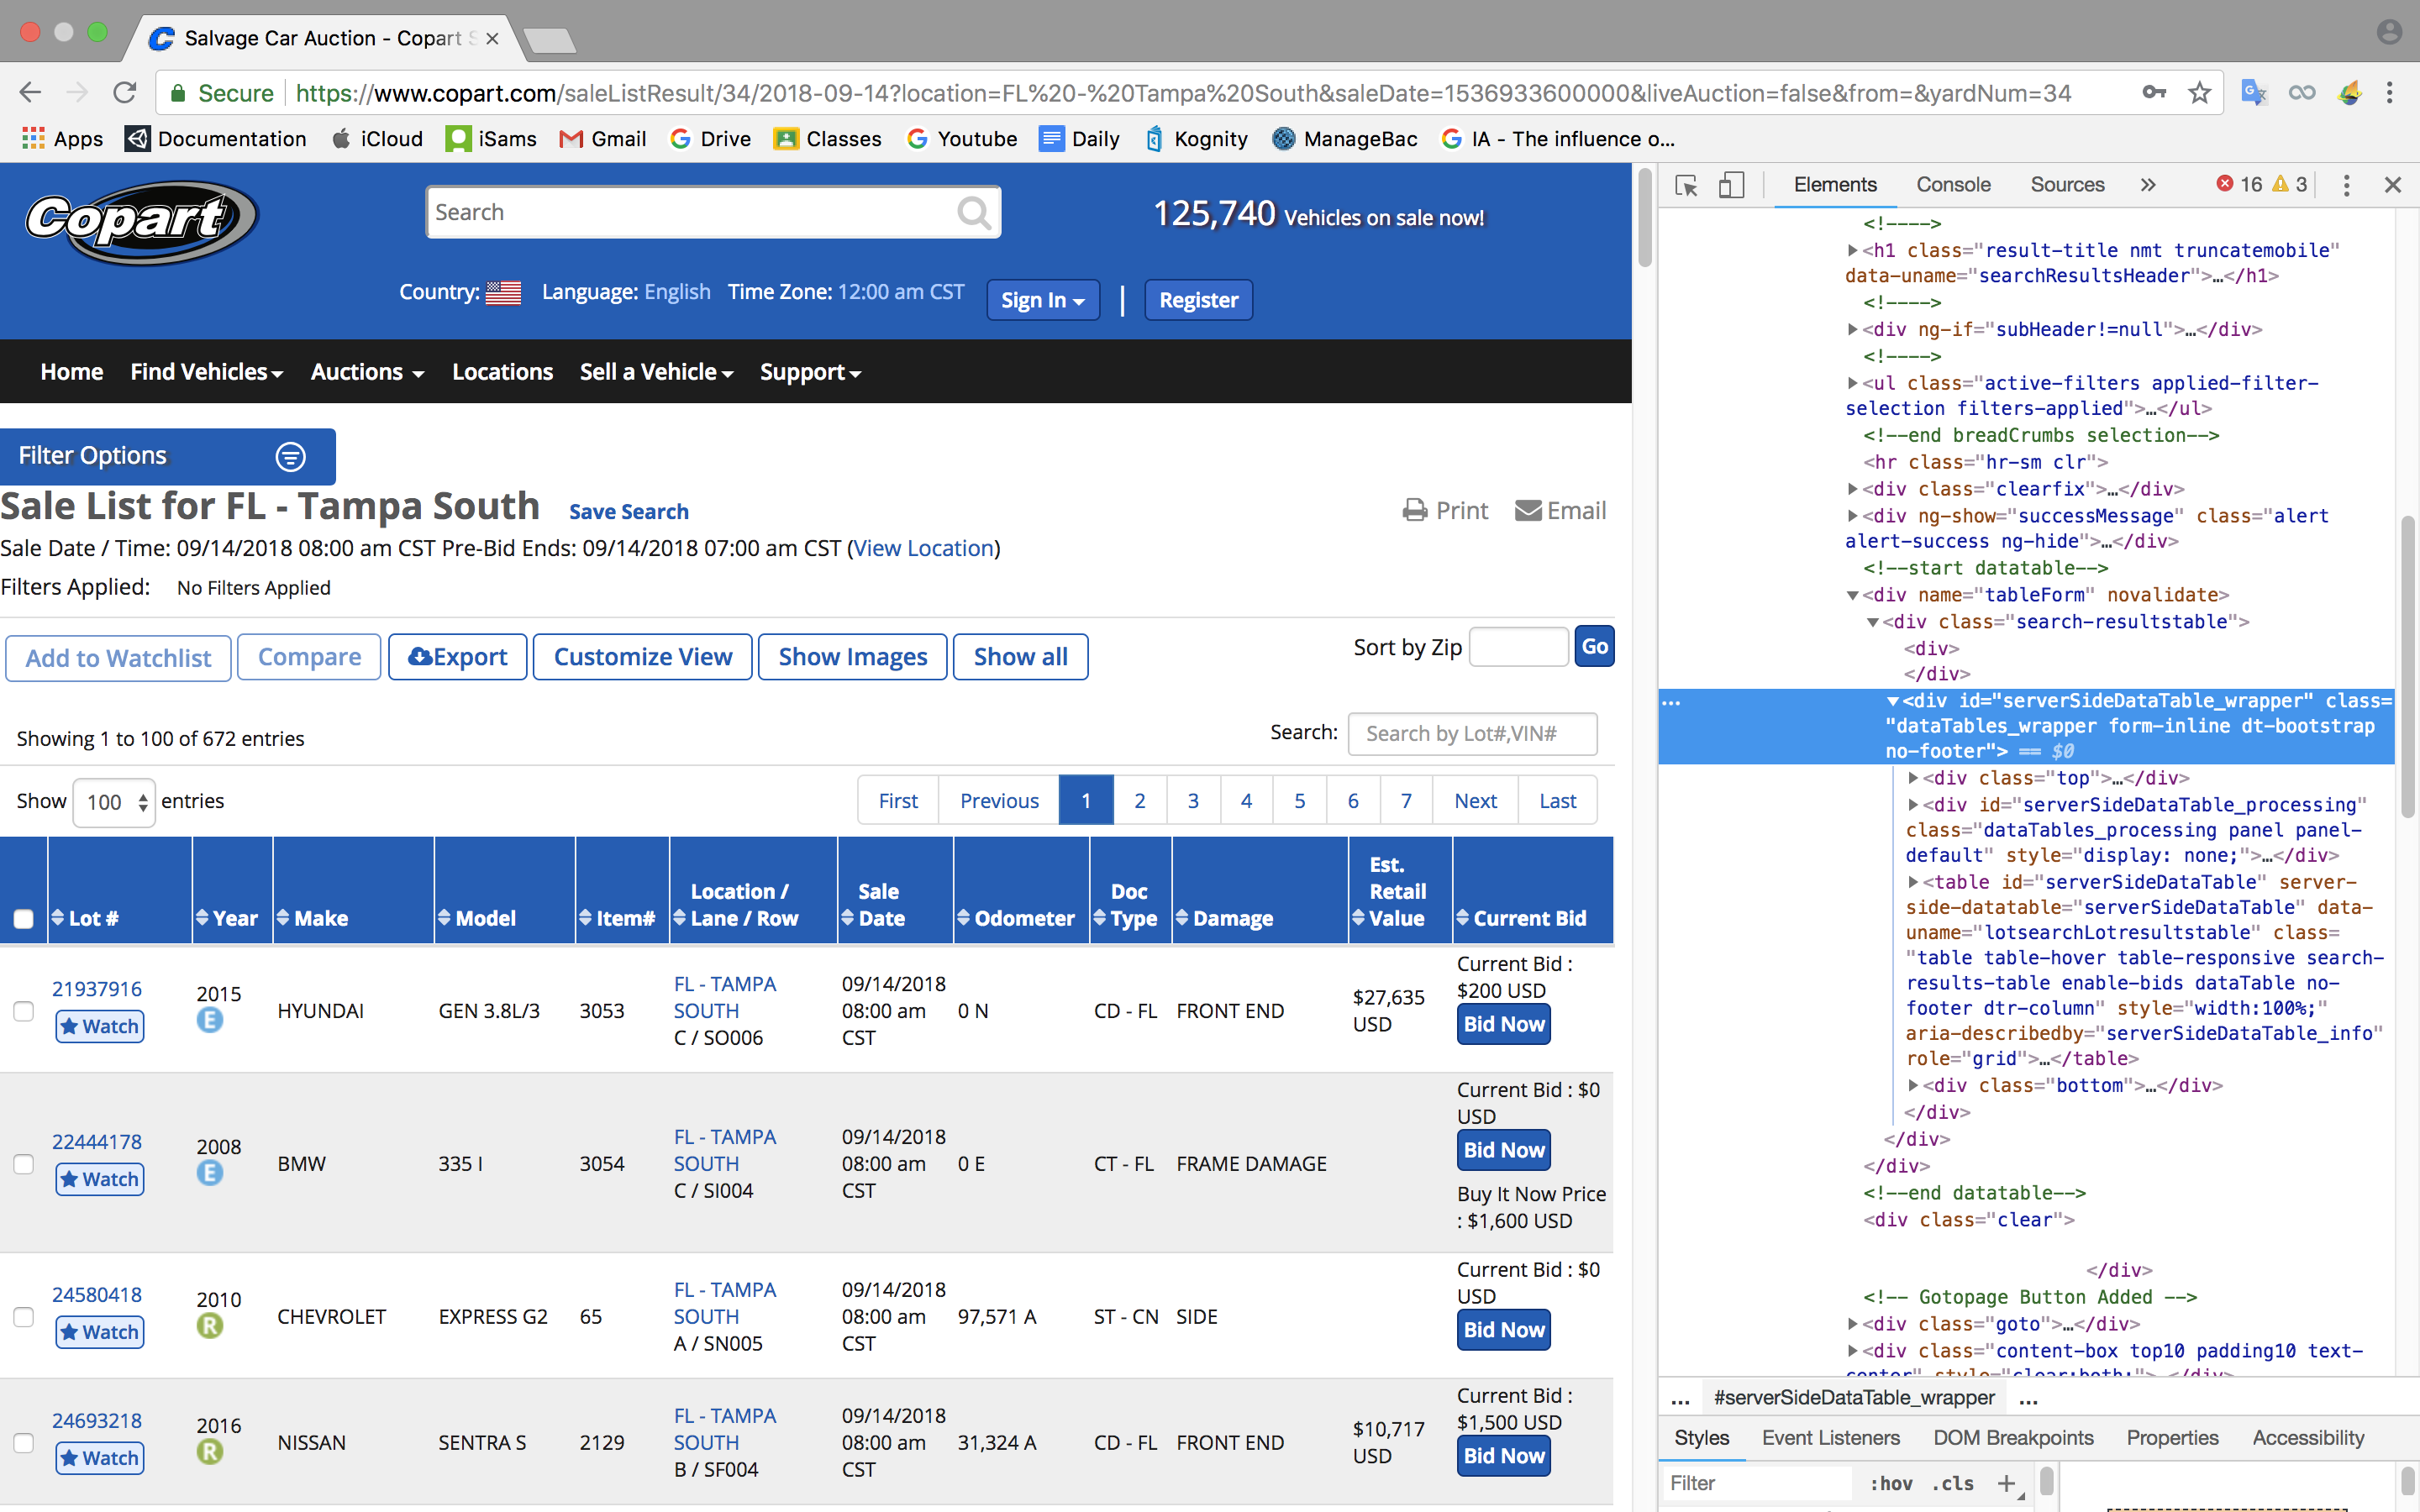 Salvage Car Auction - Copart
Secure
https://www.copart.com/saleListResult/34/2018-09-14?location=FL%20-%20Tampa%20South&saleDate=1536933600000&liveAuction=false&from=&yardNum=34
Apps Documentation iCloud iSams Gmail Drive Classes Youtube Daily Kognity ManageBac IA - The influence o...
Copart
Search
125,740 Vehicles on sale now!
Country: Language: English Time Zone: 12:00 am CST Sign In | Register
Home Find Vehicles Auctions Locations Sell a Vehicle Support
Filter Options
Sale List for FL - Tampa South Save Search Print Email
Sale Date / Time: 09/14/2018 08:00 am CST Pre-Bid Ends: 09/14/2018 07:00 am CST (View Location)
Filters Applied: No Filters Applied
Add to Watchlist Compare Export Customize View Show Images Show all Sort by Zip Go
Showing 1 to 100 of 672 entries Search: Search by Lot#,VIN#
Show 100 entries First Previous 1 2 3 4 5 6 7 Next Last
Lot # Year Make Model Item# Location / Lane / Row Sale Date Odometer Doc Type Damage Est. Retail Value Current Bid
21937916 Watch 2015 E HYUNDAI GEN 3.8L/3 3053 FL - TAMPA SOUTH C / SO006 09/14/2018 08:00 am CST 0 N CD - FL FRONT END $27,635 USD Current Bid : $200 USD Bid Now
22444178 Watch 2008 E BMW 335 I 3054 FL - TAMPA SOUTH C / SI004 09/14/2018 08:00 am CST 0 E CT - FL FRAME DAMAGE Current Bid : $0 USD Bid Now Buy It Now Price : $1,600 USD
24580418 Watch 2010 R CHEVROLET EXPRESS G2 65 FL - TAMPA SOUTH A / SN005 09/14/2018 08:00 am CST 97,571 A ST - CN SIDE Current Bid : $0 USD Bid Now
24693218 Watch 2016 R NISSAN SENTRA S 2129 FL - TAMPA SOUTH B / SF004 09/14/2018 08:00 am CST 31,324 A CD - FL FRONT END $10,717 USD Current Bid : $1,500 USD Bid Now
Elements Console Sources » 16 3
<!---->
<h1 class="result-title nmt truncatemobile"
data-uname="searchResultsHeader">…</h1>
<!---->
<div ng-if="subHeader!=null">…</div>
<!---->
<ul class="active-filters applied-filter-
selection filters-applied">…</ul>
<!--end breadCrumbs selection-->
<hr class="hr-sm clr">
<div class="clearfix">…</div>
<div ng-show="successMessage" class="alert
alert-success ng-hide">…</div>
<!--start datatable-->
<div name="tableForm" novalidate>
<div class="search-resultstable">
<div>
</div>
<div id="serverSideDataTable_wrapper" class=
"dataTables_wrapper form-inline dt-bootstrap
no-footer"> == $0
<div class="top">…</div>
<div id="serverSideDataTable_processing"
class="dataTables_processing panel panel-
default" style="display: none;">…</div>
<table id="serverSideDataTable" server-
side-datatable="serverSideDataTable" data-
uname="lotsearchLotresultstable" class=
"table table-hover table-responsive search-
results-table enable-bids dataTable no-
footer dtr-column" style="width:100%;"
aria-describedby="serverSideDataTable_info"
role="grid">…</table>
<div class="bottom">…</div>
</div>
</div>
</div>
<!--end datatable-->
<div class="clear">
</div>
<!-- Gotopage Button Added -->
<div class="goto">…</div>
<div class="content-box top10 padding10 text-
center" style="clear:both;">…</div>
... #serverSideDataTable_wrapper ...
Styles Event Listeners DOM Breakpoints Properties Accessibility
Filter :hov .cls +